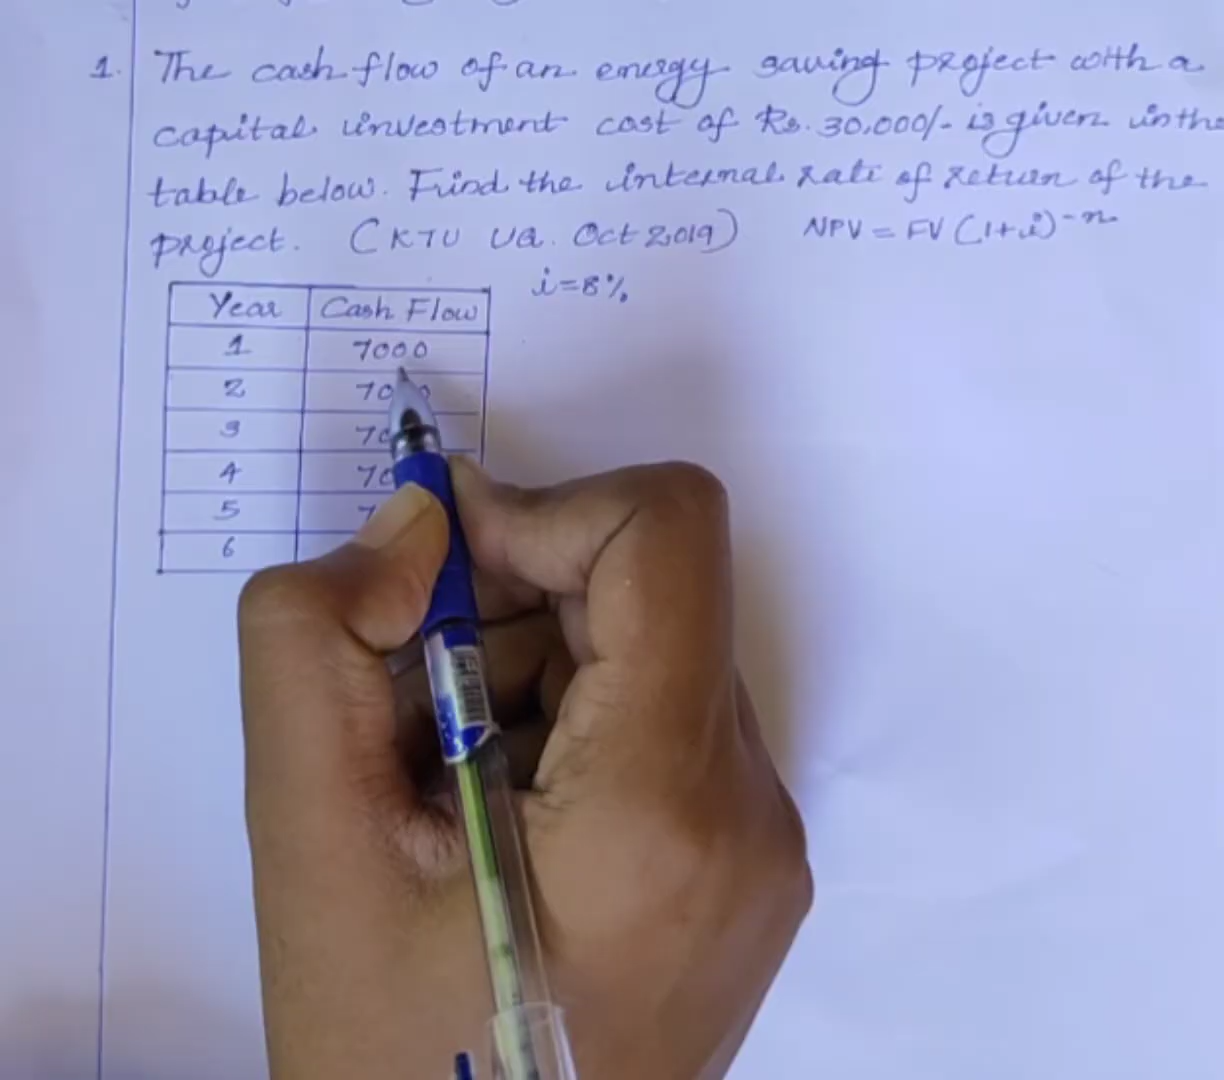 1. The cash flow of an energy saving project with a
capital investment cost of Rs. 30,000/- is given in the
table below. Find the internal rate of return of the
project. (KTU UQ. Oct 2019) NPV = FV (1+i)^-n
i=8%
Year Cash Flow
1 7000
2
3
4
5
6